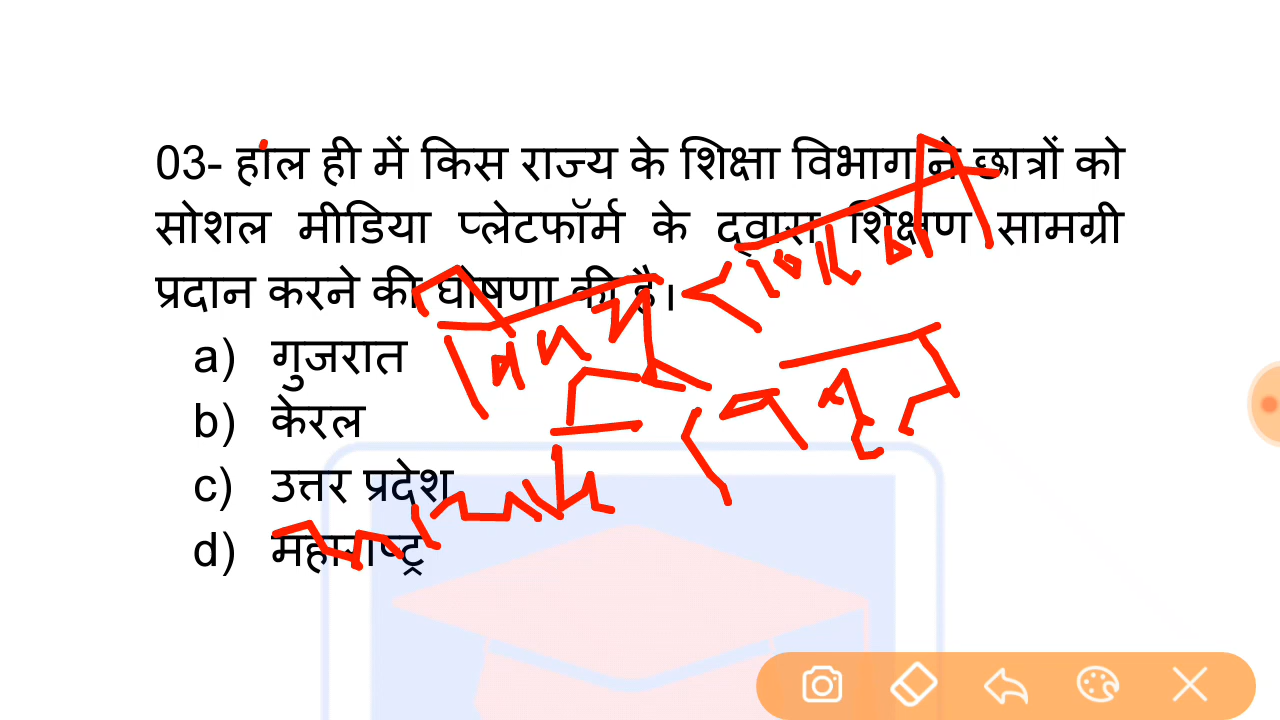 03- हाल ही में किस राज्य के शिक्षा विभाग ने छात्रों को
सोशल मीडिया प्लेटफॉर्म के द्वारा शिक्षण सामग्री
प्रदान करने की घोषणा की है।
a) गुजरात
b) केरल
c) उत्तर प्रदेश
d) महाराष्ट्र